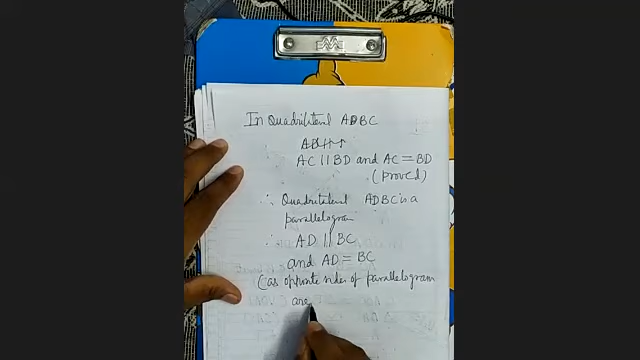 In Quadrilateral ADBC
AC || BD and AC = BD
(proved)
∴ Quadrilateral ADBC is a
parallelogram
∴ AD || BC
and AD = BC
(as opposite sides of parallelogram
are